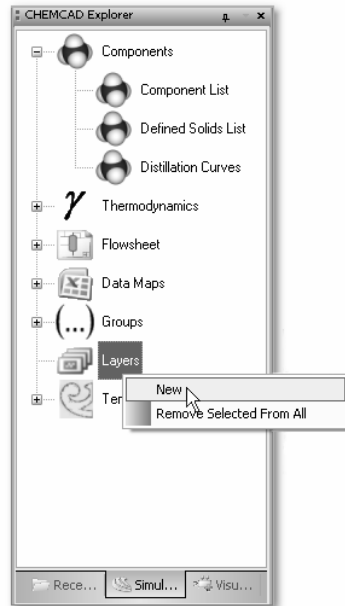 CHEMCAD Explorer
Components
Component List
Defined Solids List
Distillation Curves
γ Thermodynamics
Flowsheet
Data Maps
(...) Groups
Layers
New
Ter
Remove Selected From All
Rece... Simul... Visu...